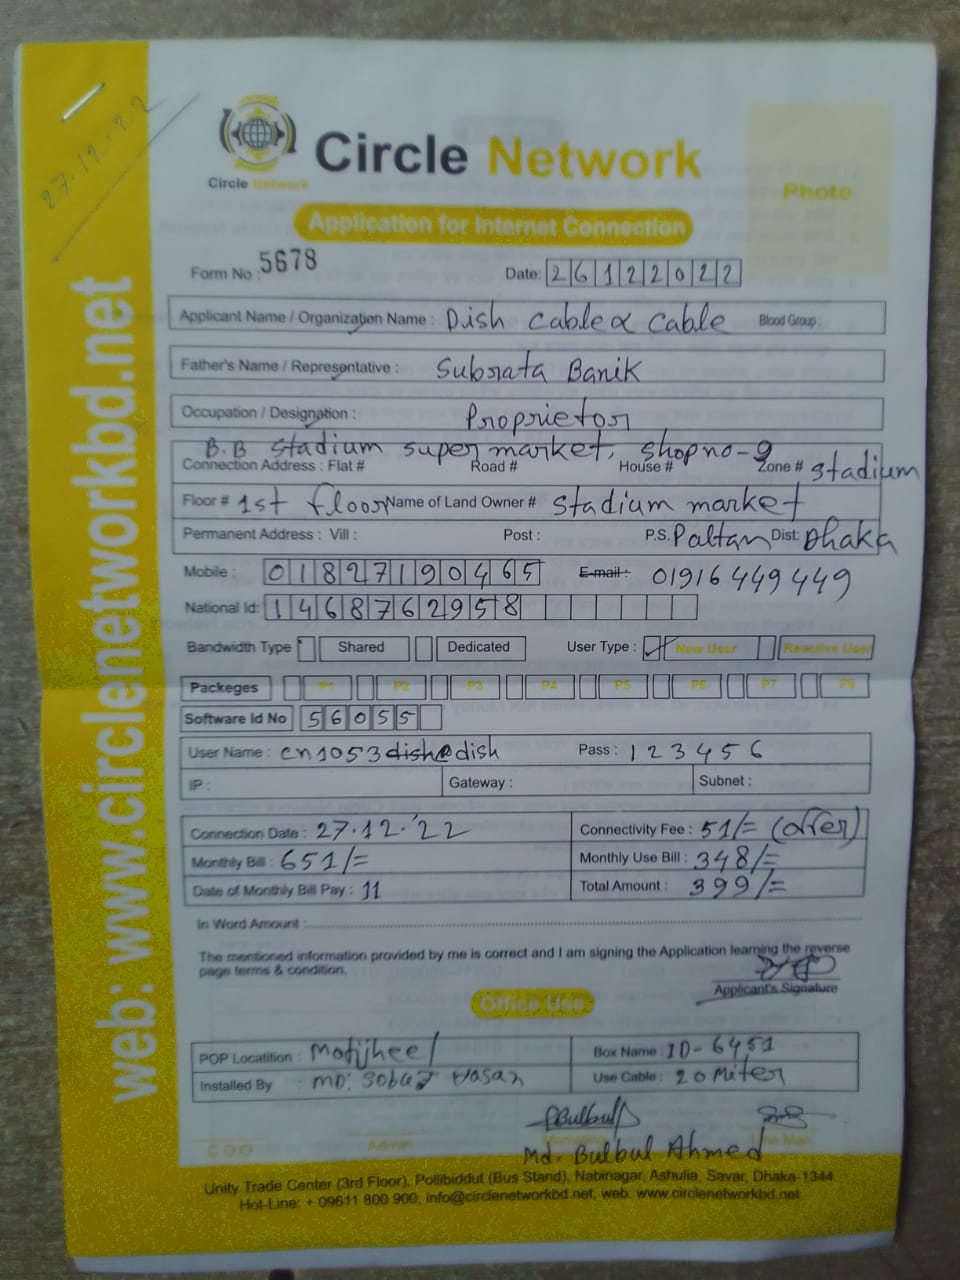 27.12.22
Circle Network
Circle Network
Photo
Application for Internet Connection
Form No : 5678 Date: 26122022
Applicant Name / Organization Name : Dish Cable & Cable Blood Group :
Father's Name / Representative : Subrata Banik
Occupation / Designation : Proprietor
B.B Stadium super market, shop no-9
Connection Address : Flat # Road # House # Zone # Stadium
Floor # 1st floor Name of Land Owner # Stadium market
Permanent Address : Vill : Post : P.S. Paltan Dist: Dhaka
Mobile : 01827190465 E-mail : 01916449449
National Id: 1468762958
Bandwidth Type Shared Dedicated User Type : New User Reactive User
Packeges P1 P2 P3 P4 P5 P6 P7 P8
Software Id No 56055
User Name : cn1053dish@dish Pass : 123456
IP : Gateway : Subnet :
Connection Date : 27.12.'22 Connectivity Fee : 51/= (offer)
Monthly Bill : 651/= Monthly Use Bill : 348/=
Date of Monthly Bill Pay : 11 Total Amount : 399/=
In Word Amount :
The mentioned information provided by me is correct and I am signing the Application learning the reverse
page terms & condition.
Applicant's Signature
Office Use
POP Locatition : Motijheel Box Name : ID-6451
Installed By : MD: Hasan Use Cable : 20 Meter
Bulbul
COO Admin Line Man
Md. Bulbul Ahmed
Unity Trade Center (3rd Floor), Pollibiddut (Bus Stand), Nabinagar, Ashulia, Savar, Dhaka-1344
Hot-Line: + 09611 800 900, info@circlenetworkbd.net, web: www.circlenetworkbd.net
web: www.circlenetworkbd.net